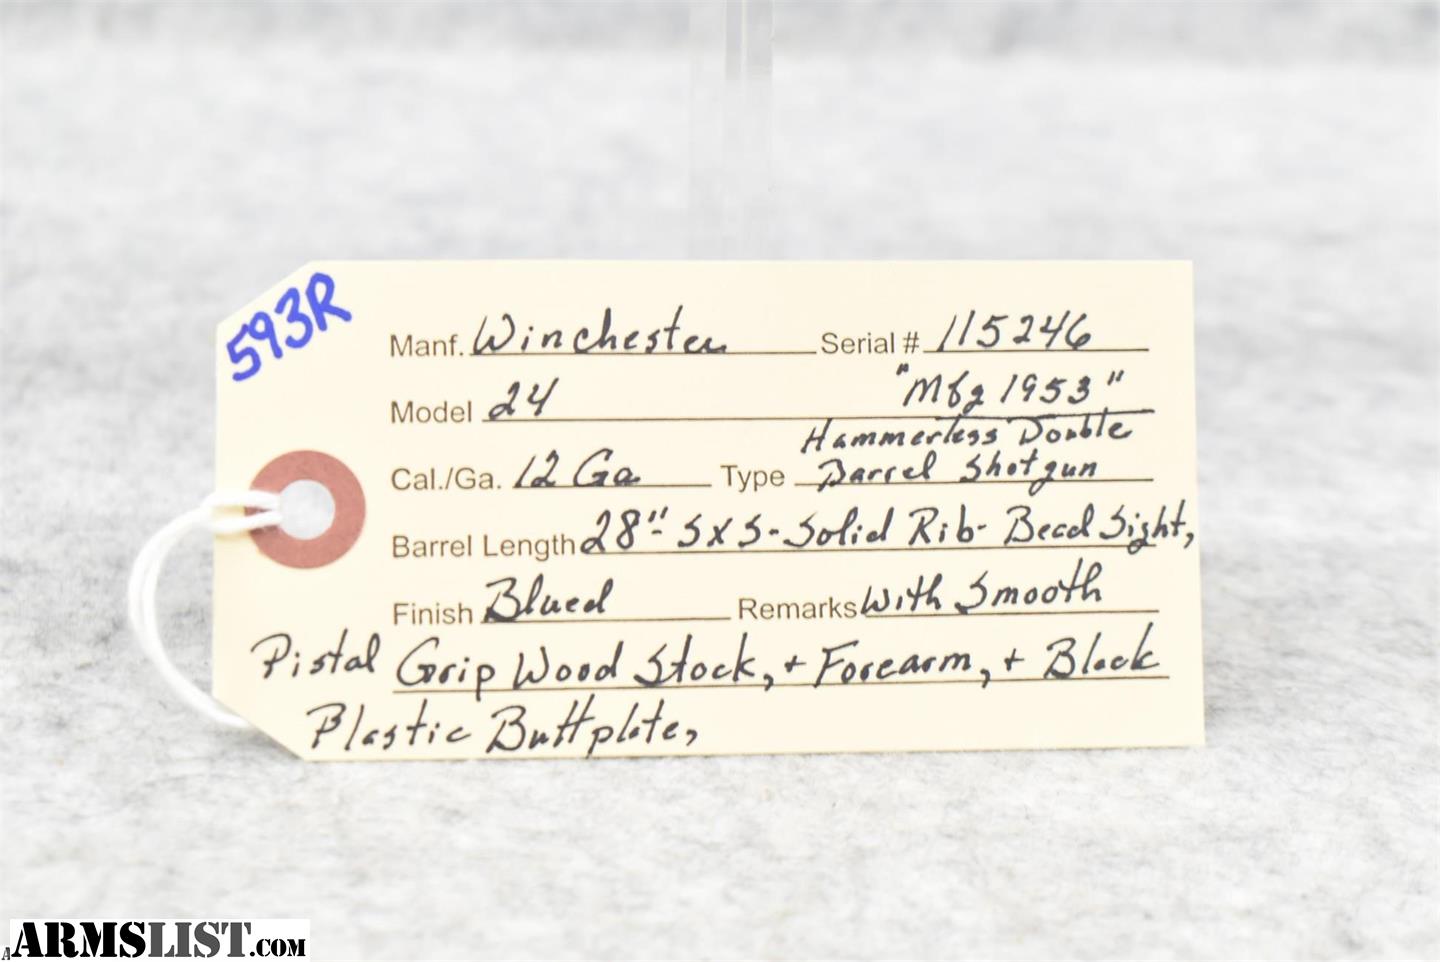 593R
Manf. Winchester Serial # 115246
Model 24 "Mfg 1953"
Hammerless Double
Cal./Ga. 12 Ga Type Barrel Shotgun
Barrel Length 28"- SXS-Solid Rib- Bead Sight,
Finish Blued Remarks With Smooth
Pistal Grip Wood Stock, + Forearm, + Black
Plastic Buttplate,
ARMSLIST.COM